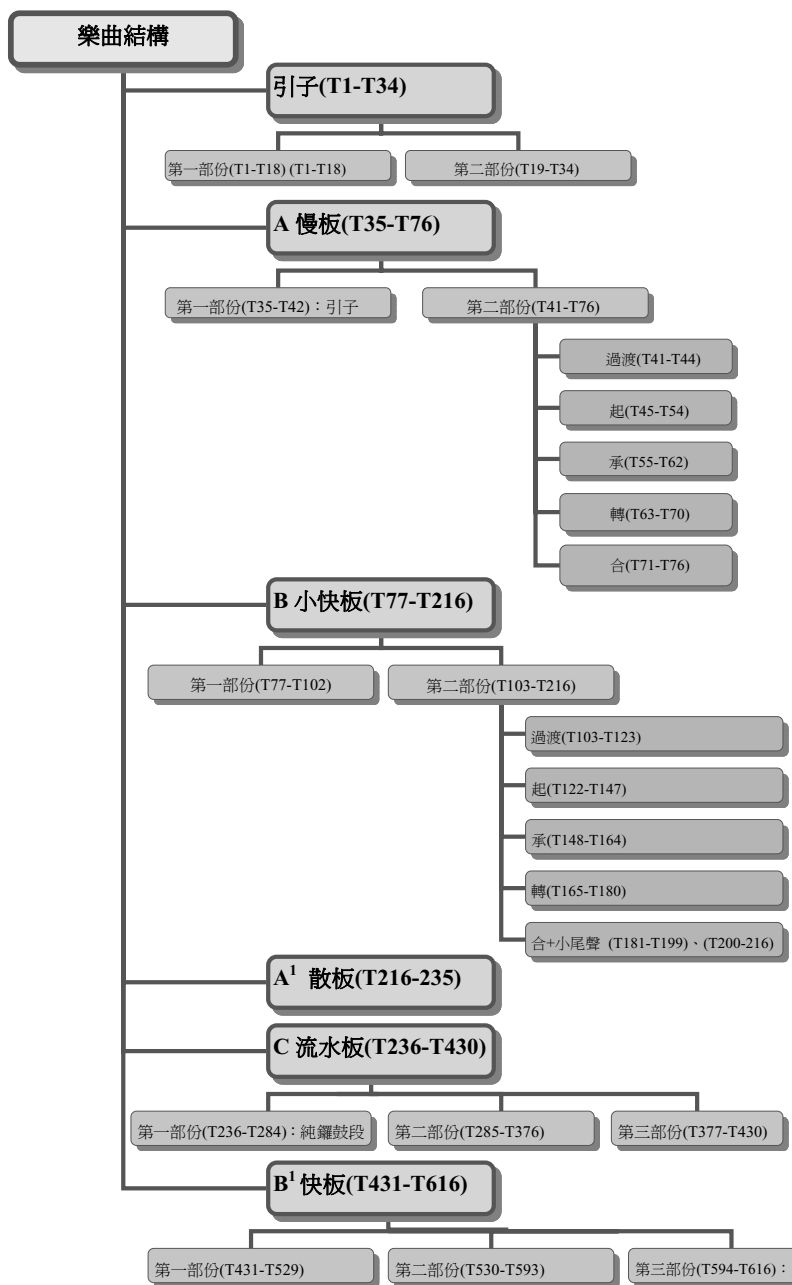 樂曲結構
引子(T1-T34)
第一部份(T1-T18) (T1-T18)
第二部份(T19-T34)
A 慢板(T35-T76)
第一部份(T35-T42)：引子
第二部份(T41-T76)
過渡(T41-T44)
起(T45-T54)
承(T55-T62)
轉(T63-T70)
合(T71-T76)
B 小快板(T77-T216)
第一部份(T77-T102)
第二部份(T103-T216)
過渡(T103-T123)
起(T122-T147)
承(T148-T164)
轉(T165-T180)
合+小尾聲 (T181-T199)、(T200-216)
A¹ 散板(T216-235)
C 流水板(T236-T430)
第一部份(T236-T284)：純鑼鼓段
第二部份(T285-T376)
第三部份(T377-T430)
B¹ 快板(T431-T616)
第一部份(T431-T529)
第二部份(T530-T593)
第三部份(T594-T616)：